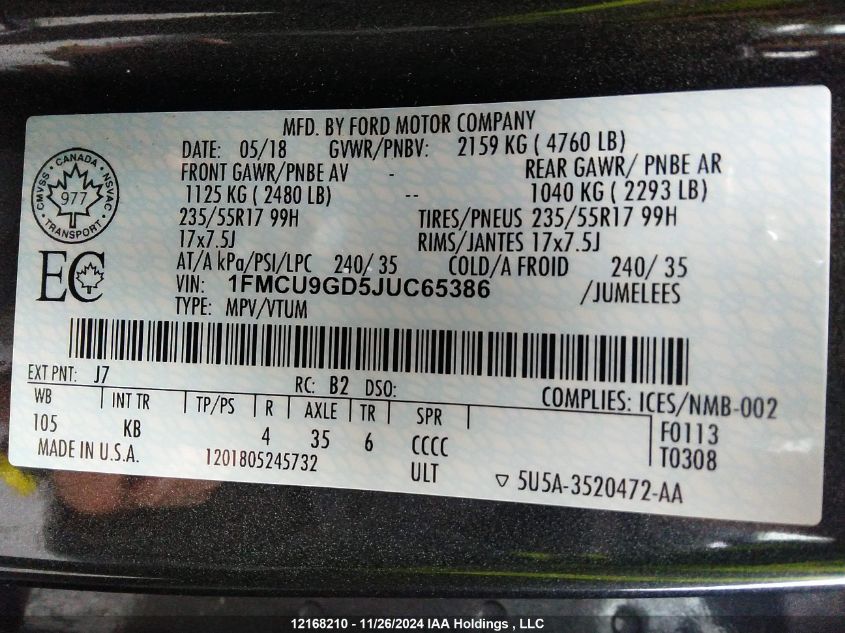 MFD. BY FORD MOTOR COMPANY
DATE: 05/18 GVWR/PNBV: 2159 KG ( 4760 LB)
FRONT GAWR/PNBE AV - REAR GAWR/ PNBE AR
1125 KG ( 2480 LB) -- 1040 KG ( 2293 LB)
235/55R17 99H TIRES/PNEUS 235/55R17 99H
17x7.5J RIMS/JANTES 17x7.5J
AT/A kPa/PSI/LPC 240/ 35 COLD/A FROID 240/ 35
VIN: 1FMCU9GD5JUC65386 /JUMELEES
TYPE: MPV/VTUM
CANADA
CMVSS
NSVAC
977
TRANSPORT
EC
EXT PNT: J7 RC: B2 DSO:
COMPLIES: ICES/NMB-002
WB INT TR TP/PS R AXLE TR SPR
105 KB 4 35 6 CCCC
F0113
T0308
MADE IN U.S.A. 1201805245732 ULT
5U5A-3520472-AA
12168210 - 11/26/2024 IAA Holdings , LLC